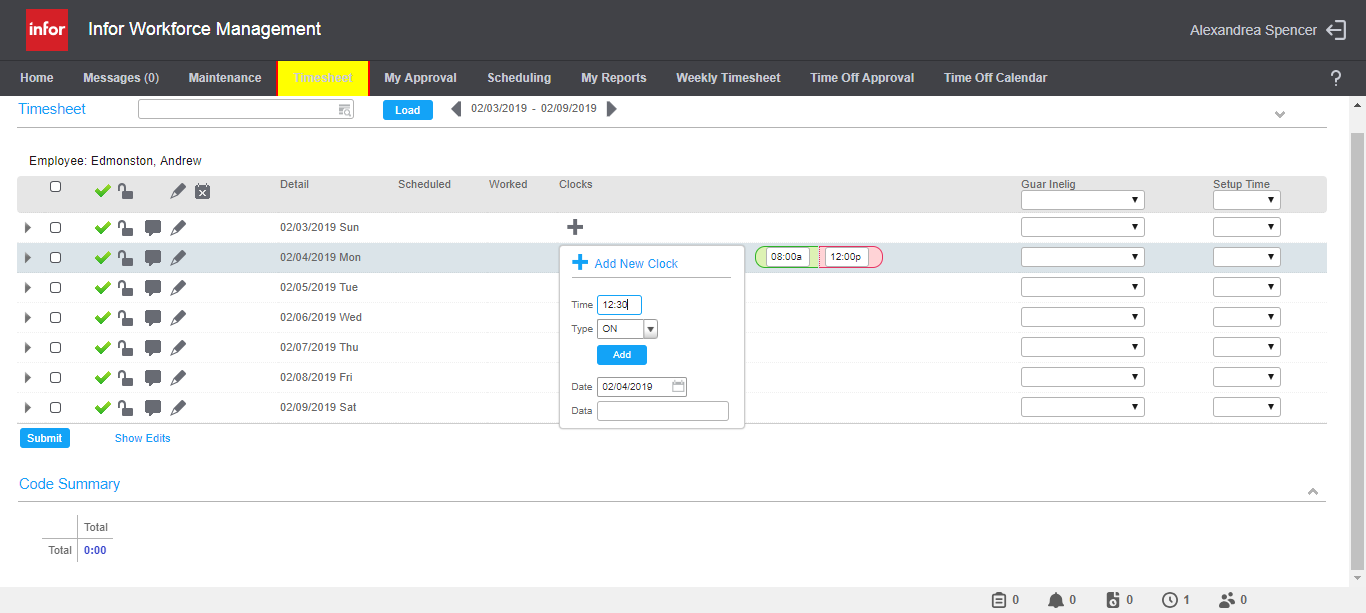 infor Infor Workforce Management Alexandrea Spencer
Home Messages (0) Maintenance Timesheet My Approval Scheduling My Reports Weekly Timesheet Time Off Approval Time Off Calendar ?
Timesheet Load 02/03/2019 - 02/09/2019
Employee: Edmonston, Andrew
Detail Scheduled Worked Clocks Guar Inelig Setup Time
02/03/2019 Sun
02/04/2019 Mon 08:00a 12:00p
Add New Clock
02/05/2019 Tue
Time 12:30
02/06/2019 Wed
Type ON
02/07/2019 Thu
Add
02/08/2019 Fri
Date 02/04/2019
02/09/2019 Sat
Data
Submit Show Edits
Code Summary
Total
Total 0:00
0 0 0 1 0